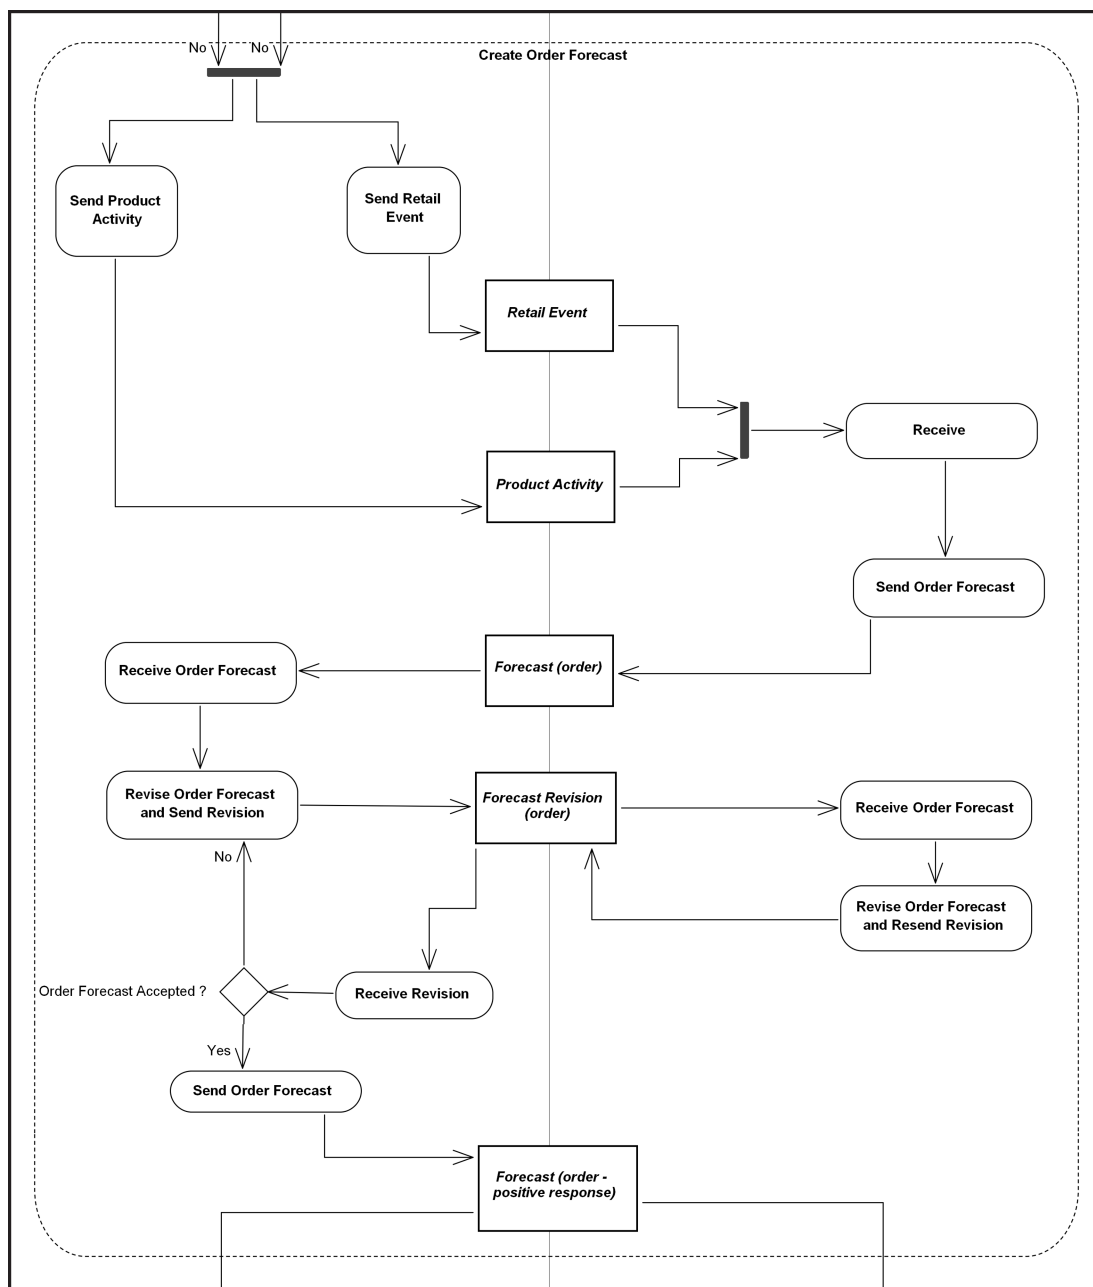 No
No
Create Order Forecast
Send Product
Activity
Send Retail
Event
Retail Event
Receive
Product Activity
Send Order Forecast
Receive Order Forecast
Forecast (order)
Revise Order Forecast
and Send Revision
Forecast Revision
(order)
Receive Order Forecast
No
Revise Order Forecast
and Resend Revision
Order Forecast Accepted ?
Receive Revision
Yes
Send Order Forecast
Forecast (order -
positive response)